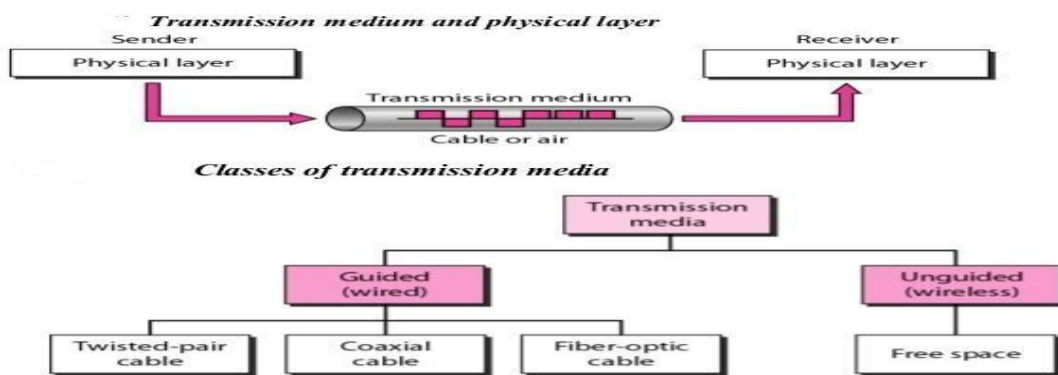 Transmission medium and physical layer
Sender
Receiver
Physical layer
Physical layer
Transmission medium
Cable or air
Classes of transmission media
Transmission
media
Guided
(wired)
Unguided
(wireless)
Twisted-pair
cable
Coaxial
cable
Fiber-optic
cable
Free space